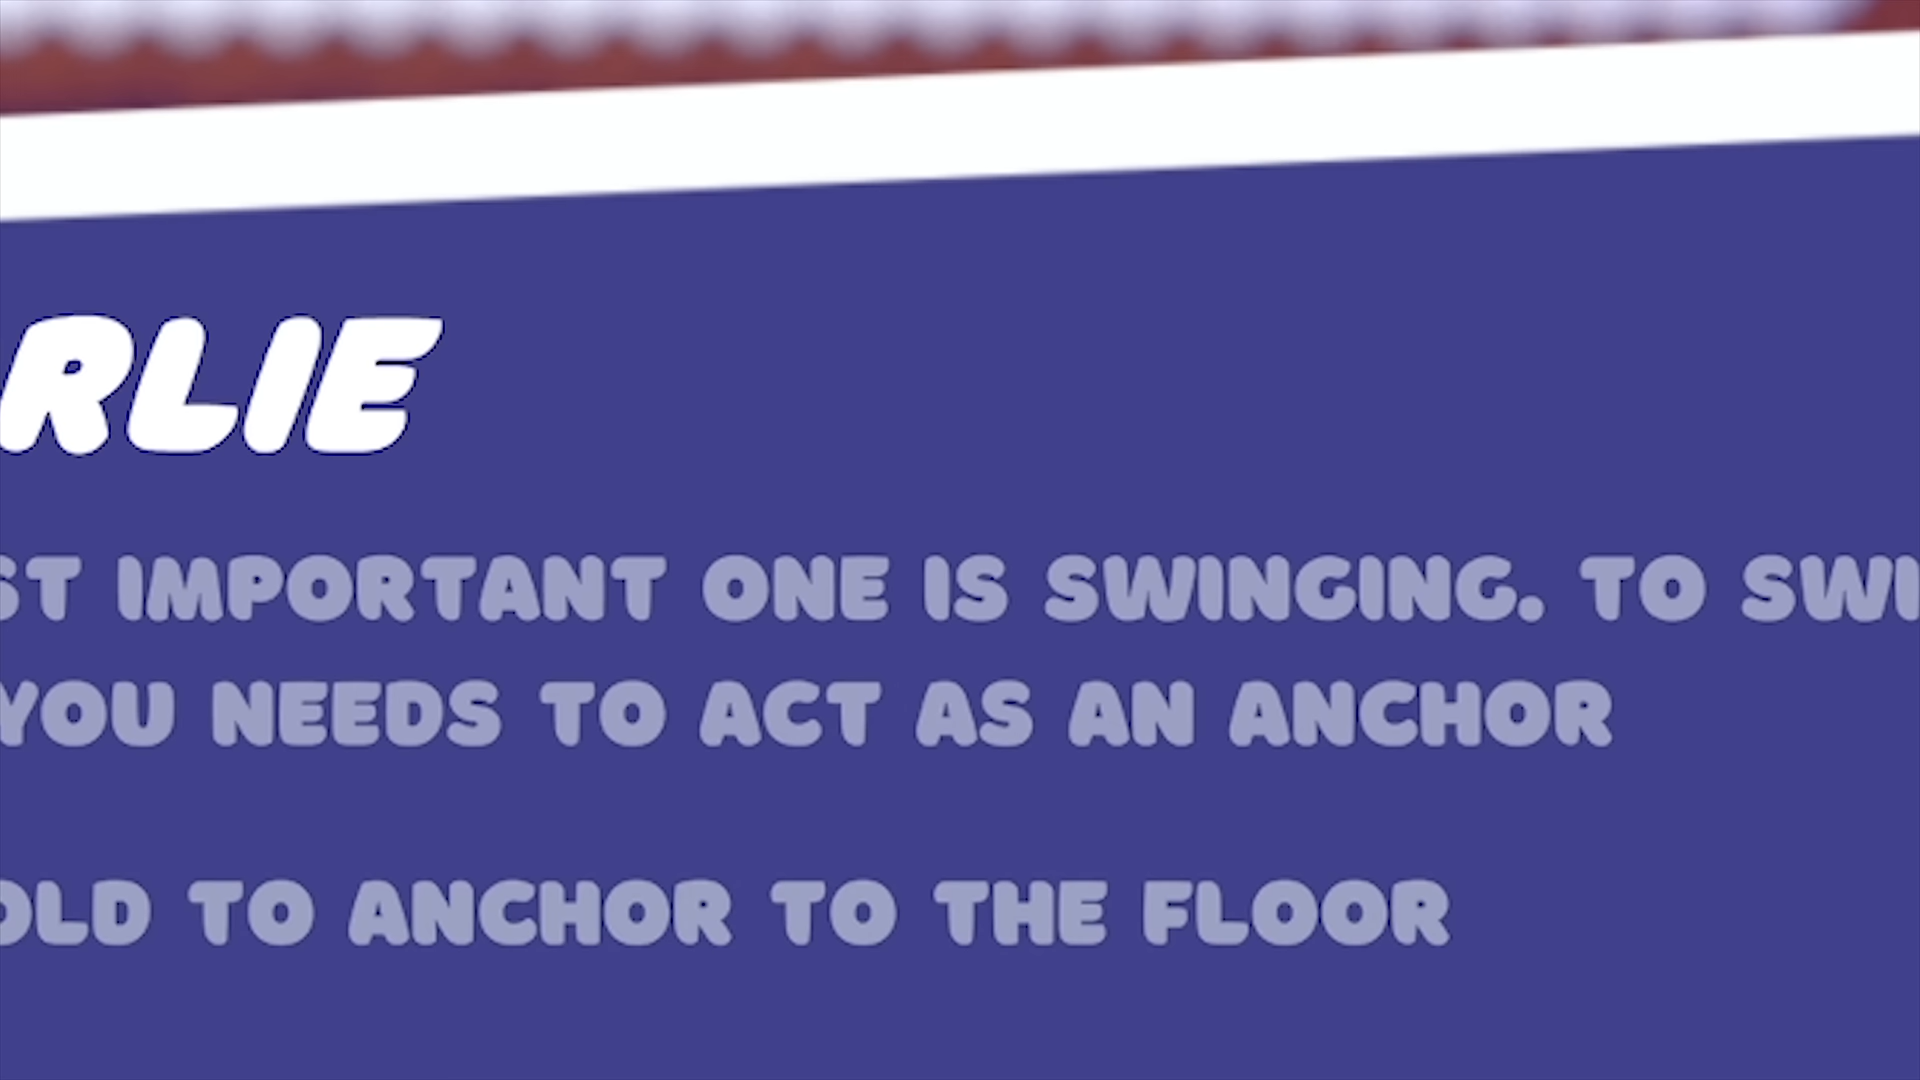 RLIE
ST IMPORTANT ONE IS SWINGING. TO SWI
YOU NEEDS TO ACT AS AN ANCHOR
OLD TO ANCHOR TO THE FLOOR